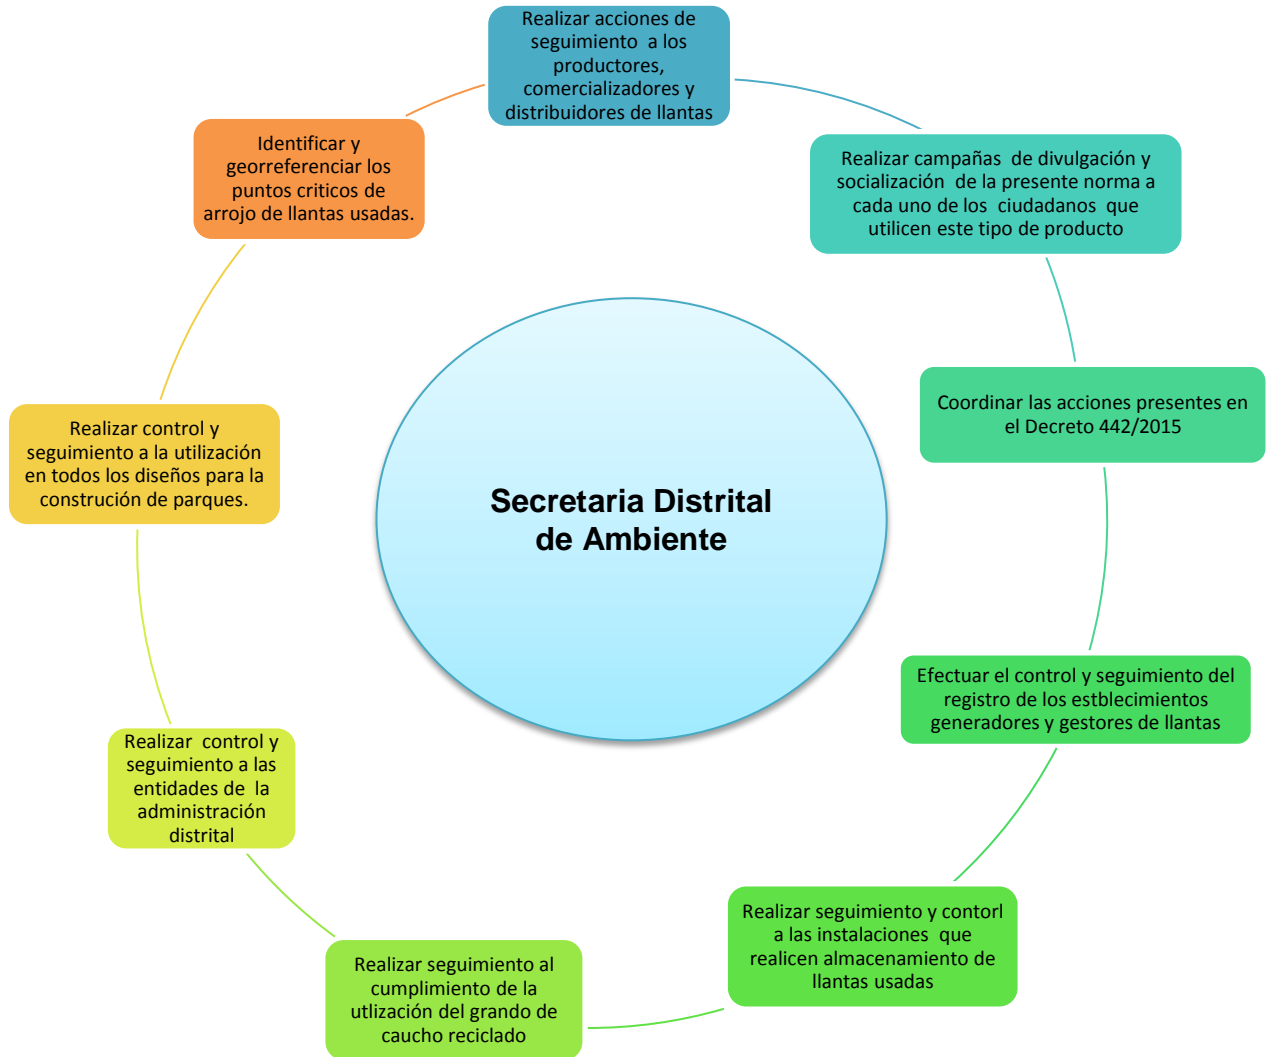 Realizar acciones de
seguimiento a los
productores,
comercializadores y
distribuidores de llantas
Realizar campañas de divulgación y
socialización de la presente norma a
cada uno de los ciudadanos que
utilicen este tipo de producto
Coordinar las acciones presentes en
el Decreto 442/2015
Efectuar el control y seguimiento del
registro de los estblecimientos
generadores y gestores de llantas
Realizar seguimiento y contorl
a las instalaciones que
realicen almacenamiento de
llantas usadas
Realizar seguimiento al
cumplimiento de la
utlización del grando de
caucho reciclado
Realizar control y
seguimiento a las
entidades de la
administración
distrital
Realizar control y
seguimiento a la utilización
en todos los diseños para la
construción de parques.
Identificar y
georreferenciar los
puntos criticos de
arrojo de llantas usadas.
Secretaria Distrital
de Ambiente